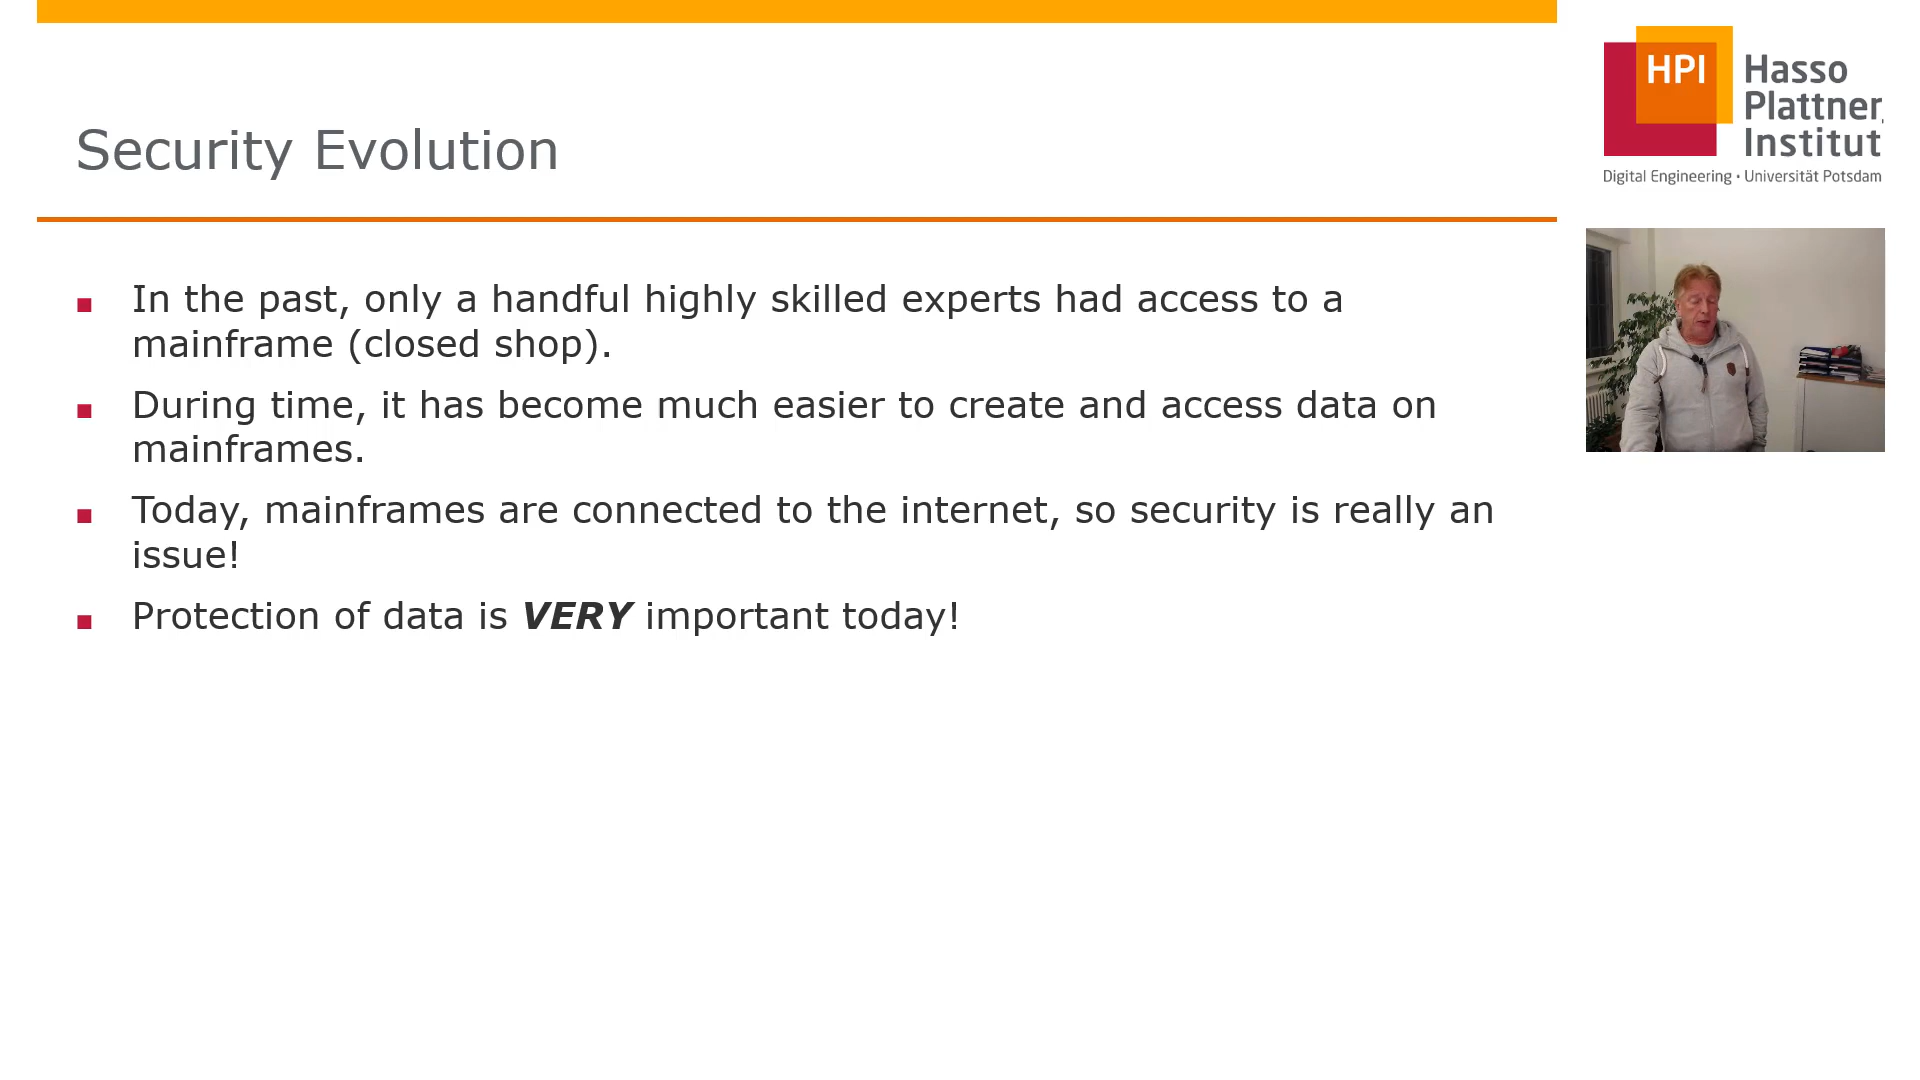 Security Evolution
HPI
Hasso
Plattner
Institut
Digital Engineering • Universität Potsdam
In the past, only a handful highly skilled experts had access to a
mainframe (closed shop).
During time, it has become much easier to create and access data on
mainframes.
Today, mainframes are connected to the internet, so security is really an
issue!
Protection of data is VERY important today!